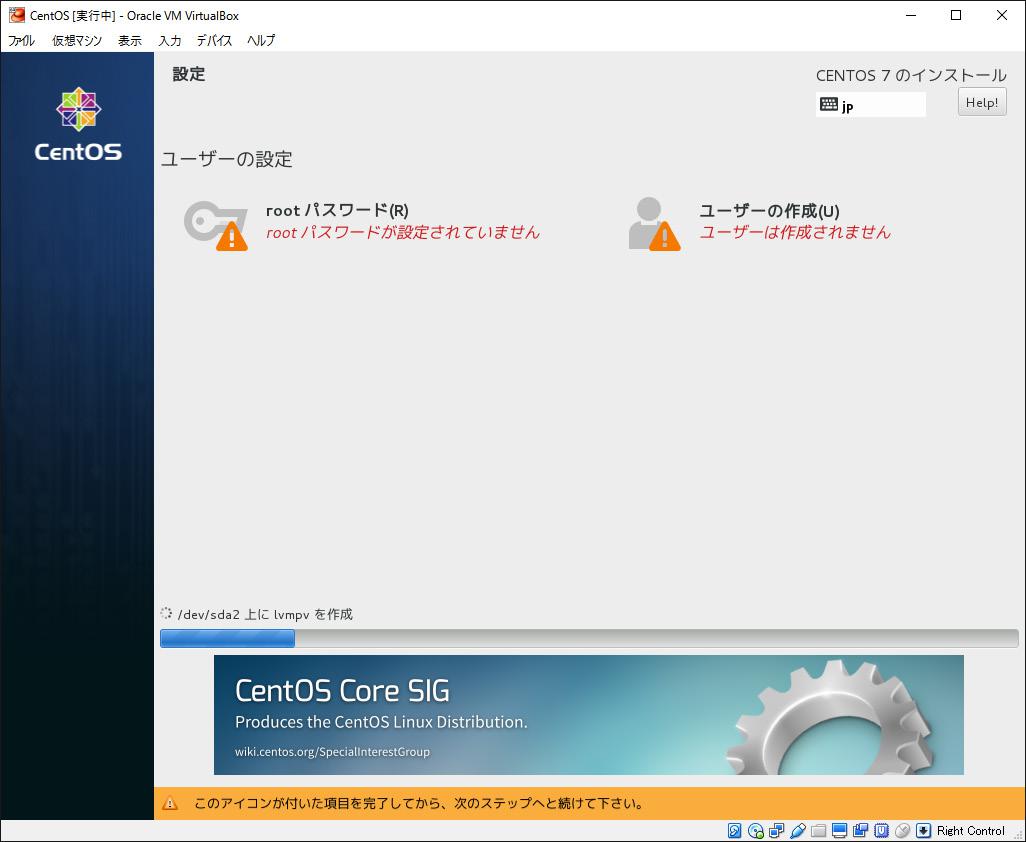 CentOS [実行中] - Oracle VM VirtualBox
ファイル 仮想マシン 表示 入力 デバイス ヘルプ
CentOS
設定
CENTOS 7 のインストール
jp
Help!
ユーザーの設定
root パスワード(R)
root パスワードが設定されていません
ユーザーの作成(U)
ユーザーは作成されません
/dev/sda2 上に lvmpv を作成
CentOS Core SIG
Produces the CentOS Linux Distribution.
wiki.centos.org/SpecialInterestGroup
このアイコンが付いた項目を完了してから、次のステップへと続けて下さい。
Right Control